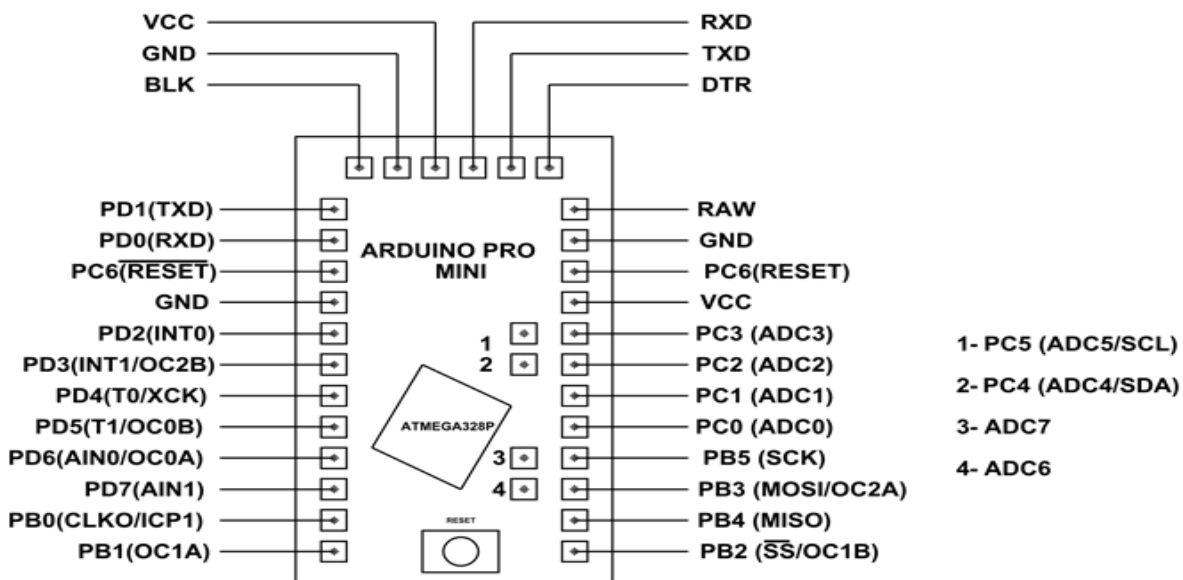 VCC
GND
BLK
RXD
TXD
DTR
PD1(TXD)
PD0(RXD)
PC6(RESET)
GND
PD2(INT0)
PD3(INT1/OC2B)
PD4(T0/XCK)
PD5(T1/OC0B)
PD6(AIN0/OC0A)
PD7(AIN1)
PB0(CLKO/ICP1)
PB1(OC1A)
ARDUINO PRO
MINI
1
2
ATMEGA328P
3
4
RESET
RAW
GND
PC6(RESET)
VCC
PC3 (ADC3)
PC2 (ADC2)
PC1 (ADC1)
PC0 (ADC0)
PB5 (SCK)
PB3 (MOSI/OC2A)
PB4 (MISO)
PB2 (SS/OC1B)
1- PC5 (ADC5/SCL)
2-PC4 (ADC4/SDA)
3- ADC7
4- ADC6